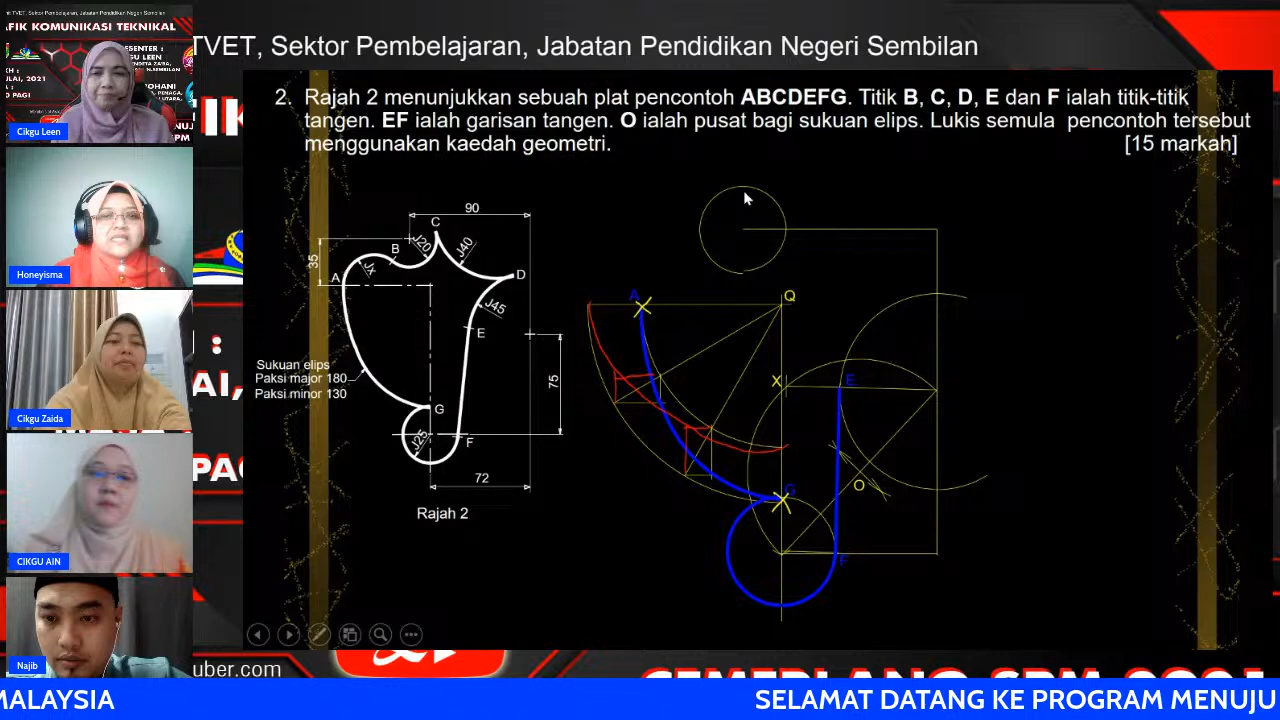 TVET, Sektor Pembelajaran, Jabatan Pendidikan Negeri Sembilan
AFIK KOMUNIKASI TEKNIKAL
Cikgu Leen
Honeyisma
Cikgu Zaida
CIKGU AIN
Najib
2. Rajah 2 menunjukkan sebuah plat pencontoh ABCDEFG. Titik B, C, D, E dan F ialah titik-titik
tangen. EF ialah garisan tangen. O ialah pusat bagi sukuan elips. Lukis semula pencontoh tersebut
menggunakan kaedah geometri. [15 markah]
90
C
B
J20
J40
35
Jx
A
D
J45
E
Sukuan elips
Paksi major 180
Paksi minor 130
75
G
J25
F
72
Rajah 2
A
Q
X
E
O
G
F
uber.com
MALAYSIA
SELAMAT DATANG KE PROGRAM MENUJU